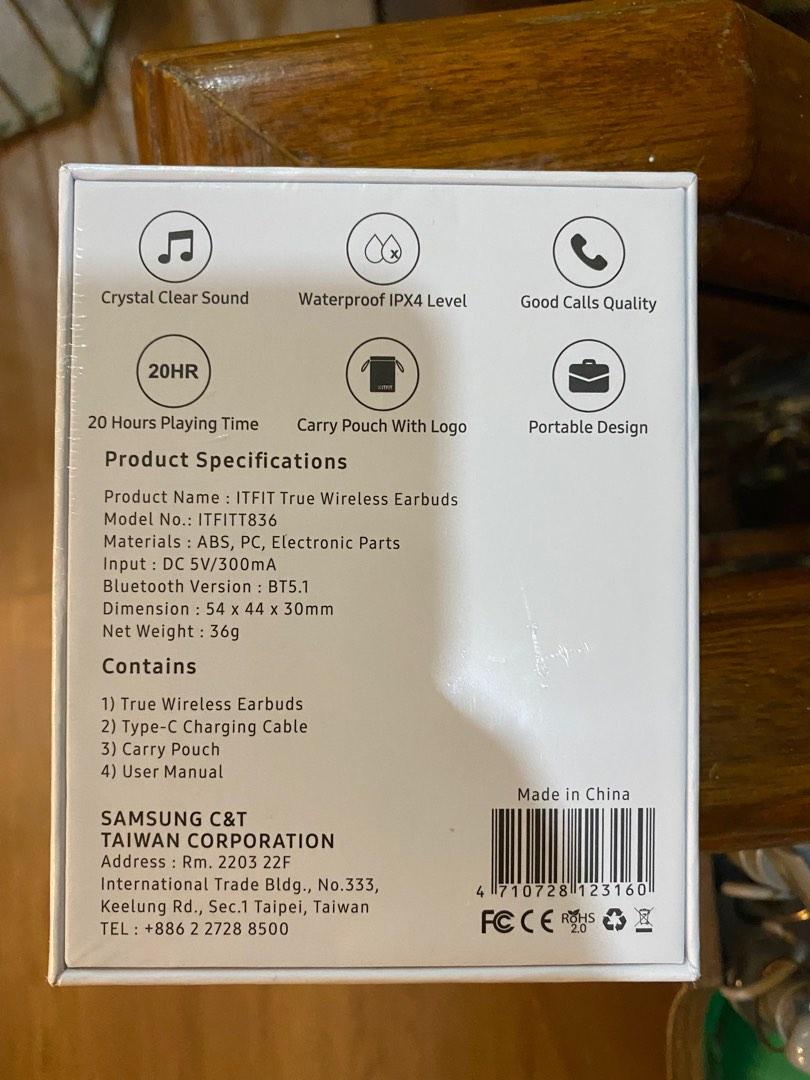 Crystal Clear Sound
Waterproof IPX4 Level
Good Calls Quality
20HR
ITFIT
20 Hours Playing Time
Carry Pouch With Logo
Portable Design
Product Specifications
Product Name : ITFIT True Wireless Earbuds
Model No.: ITFITT836
Materials : ABS, PC, Electronic Parts
Input : DC 5V/300mA
Bluetooth Version : BT5.1
Dimension : 54 x 44 x 30mm
Net Weight : 36g
Contains
1) True Wireless Earbuds
2) Type-C Charging Cable
3) Carry Pouch
4) User Manual
SAMSUNG C&T
TAIWAN CORPORATION
Address : Rm. 2203 22F
International Trade Bldg., No.333,
Keelung Rd., Sec.1 Taipei, Taiwan
TEL : +886 2 2728 8500
Made in China
4 710728 123160
FC CE RoHS 2.0